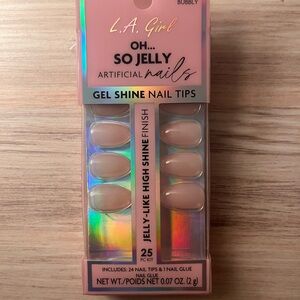 BUBBLY
L.A. Girl
OH...
SO JELLY
ARTIFICIAL nails
GEL SHINE NAIL TIPS
JELLY-LIKE HIGH SHINE FINISH
25
PC KIT
INCLUDES: 24 NAIL TIPS & 1 NAIL GLUE
NAIL GLUE
NET WT./POIDS NET 0.07 OZ. (2 g)